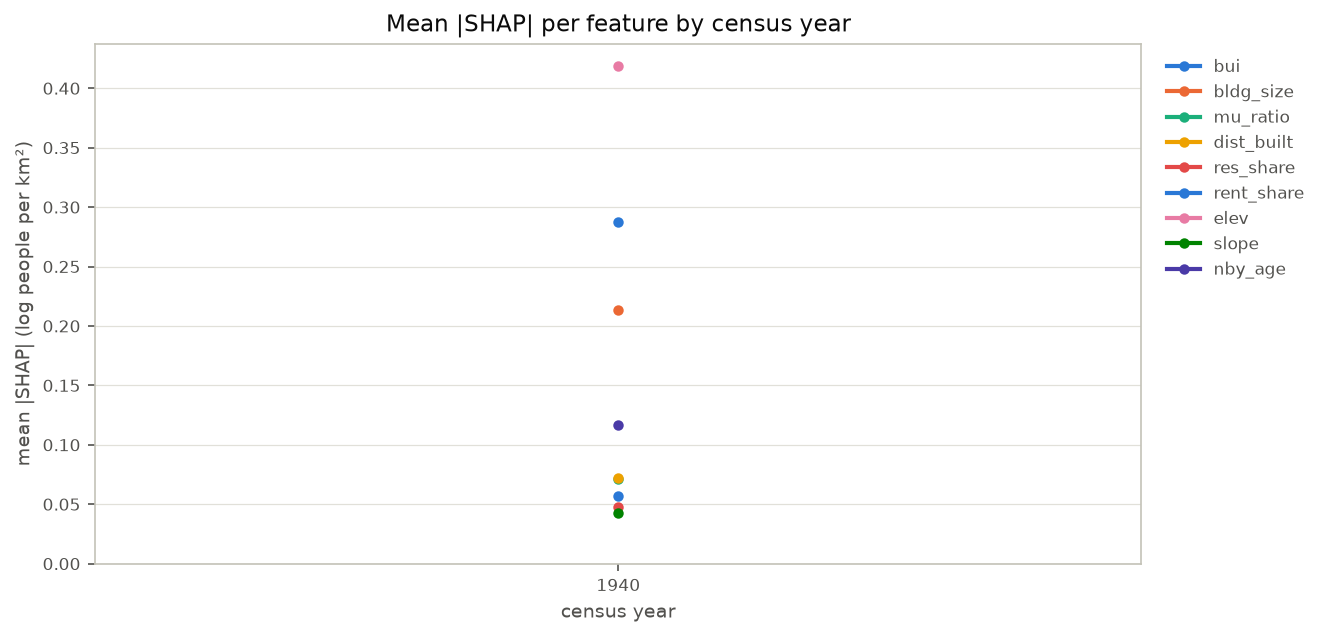 Mean |SHAP| per feature by census year
mean |SHAP| (log people per km²)
0.40
0.35
0.30
0.25
0.20
0.15
0.10
0.05
0.00
1940
census year
bui
bldg_size
mu_ratio
dist_built
res_share
rent_share
elev
slope
nby_age